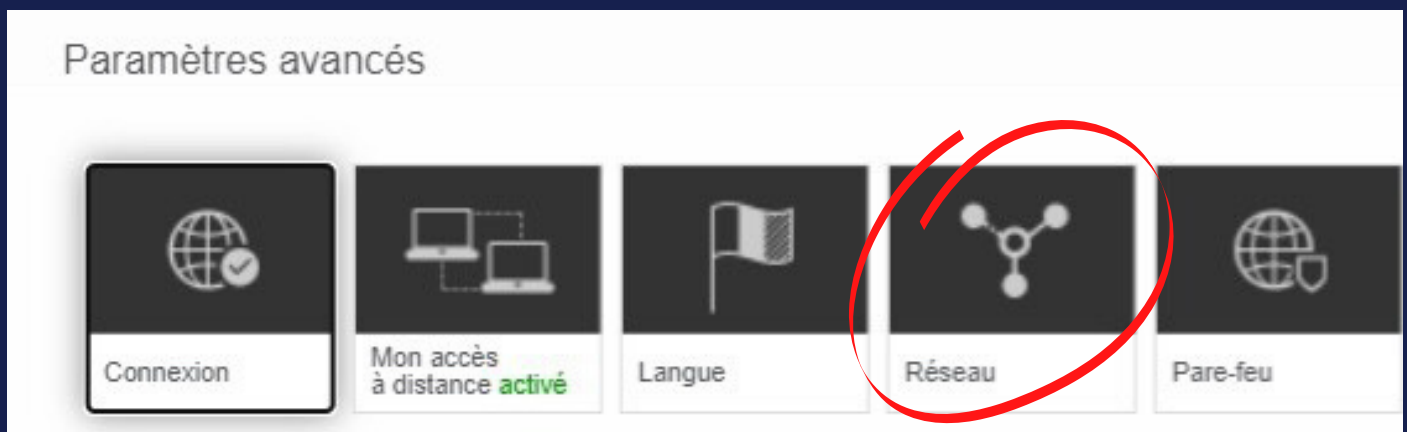 Paramètres avancés
Connexion
Mon accès
à distance activé
Langue
Réseau
Pare-feu